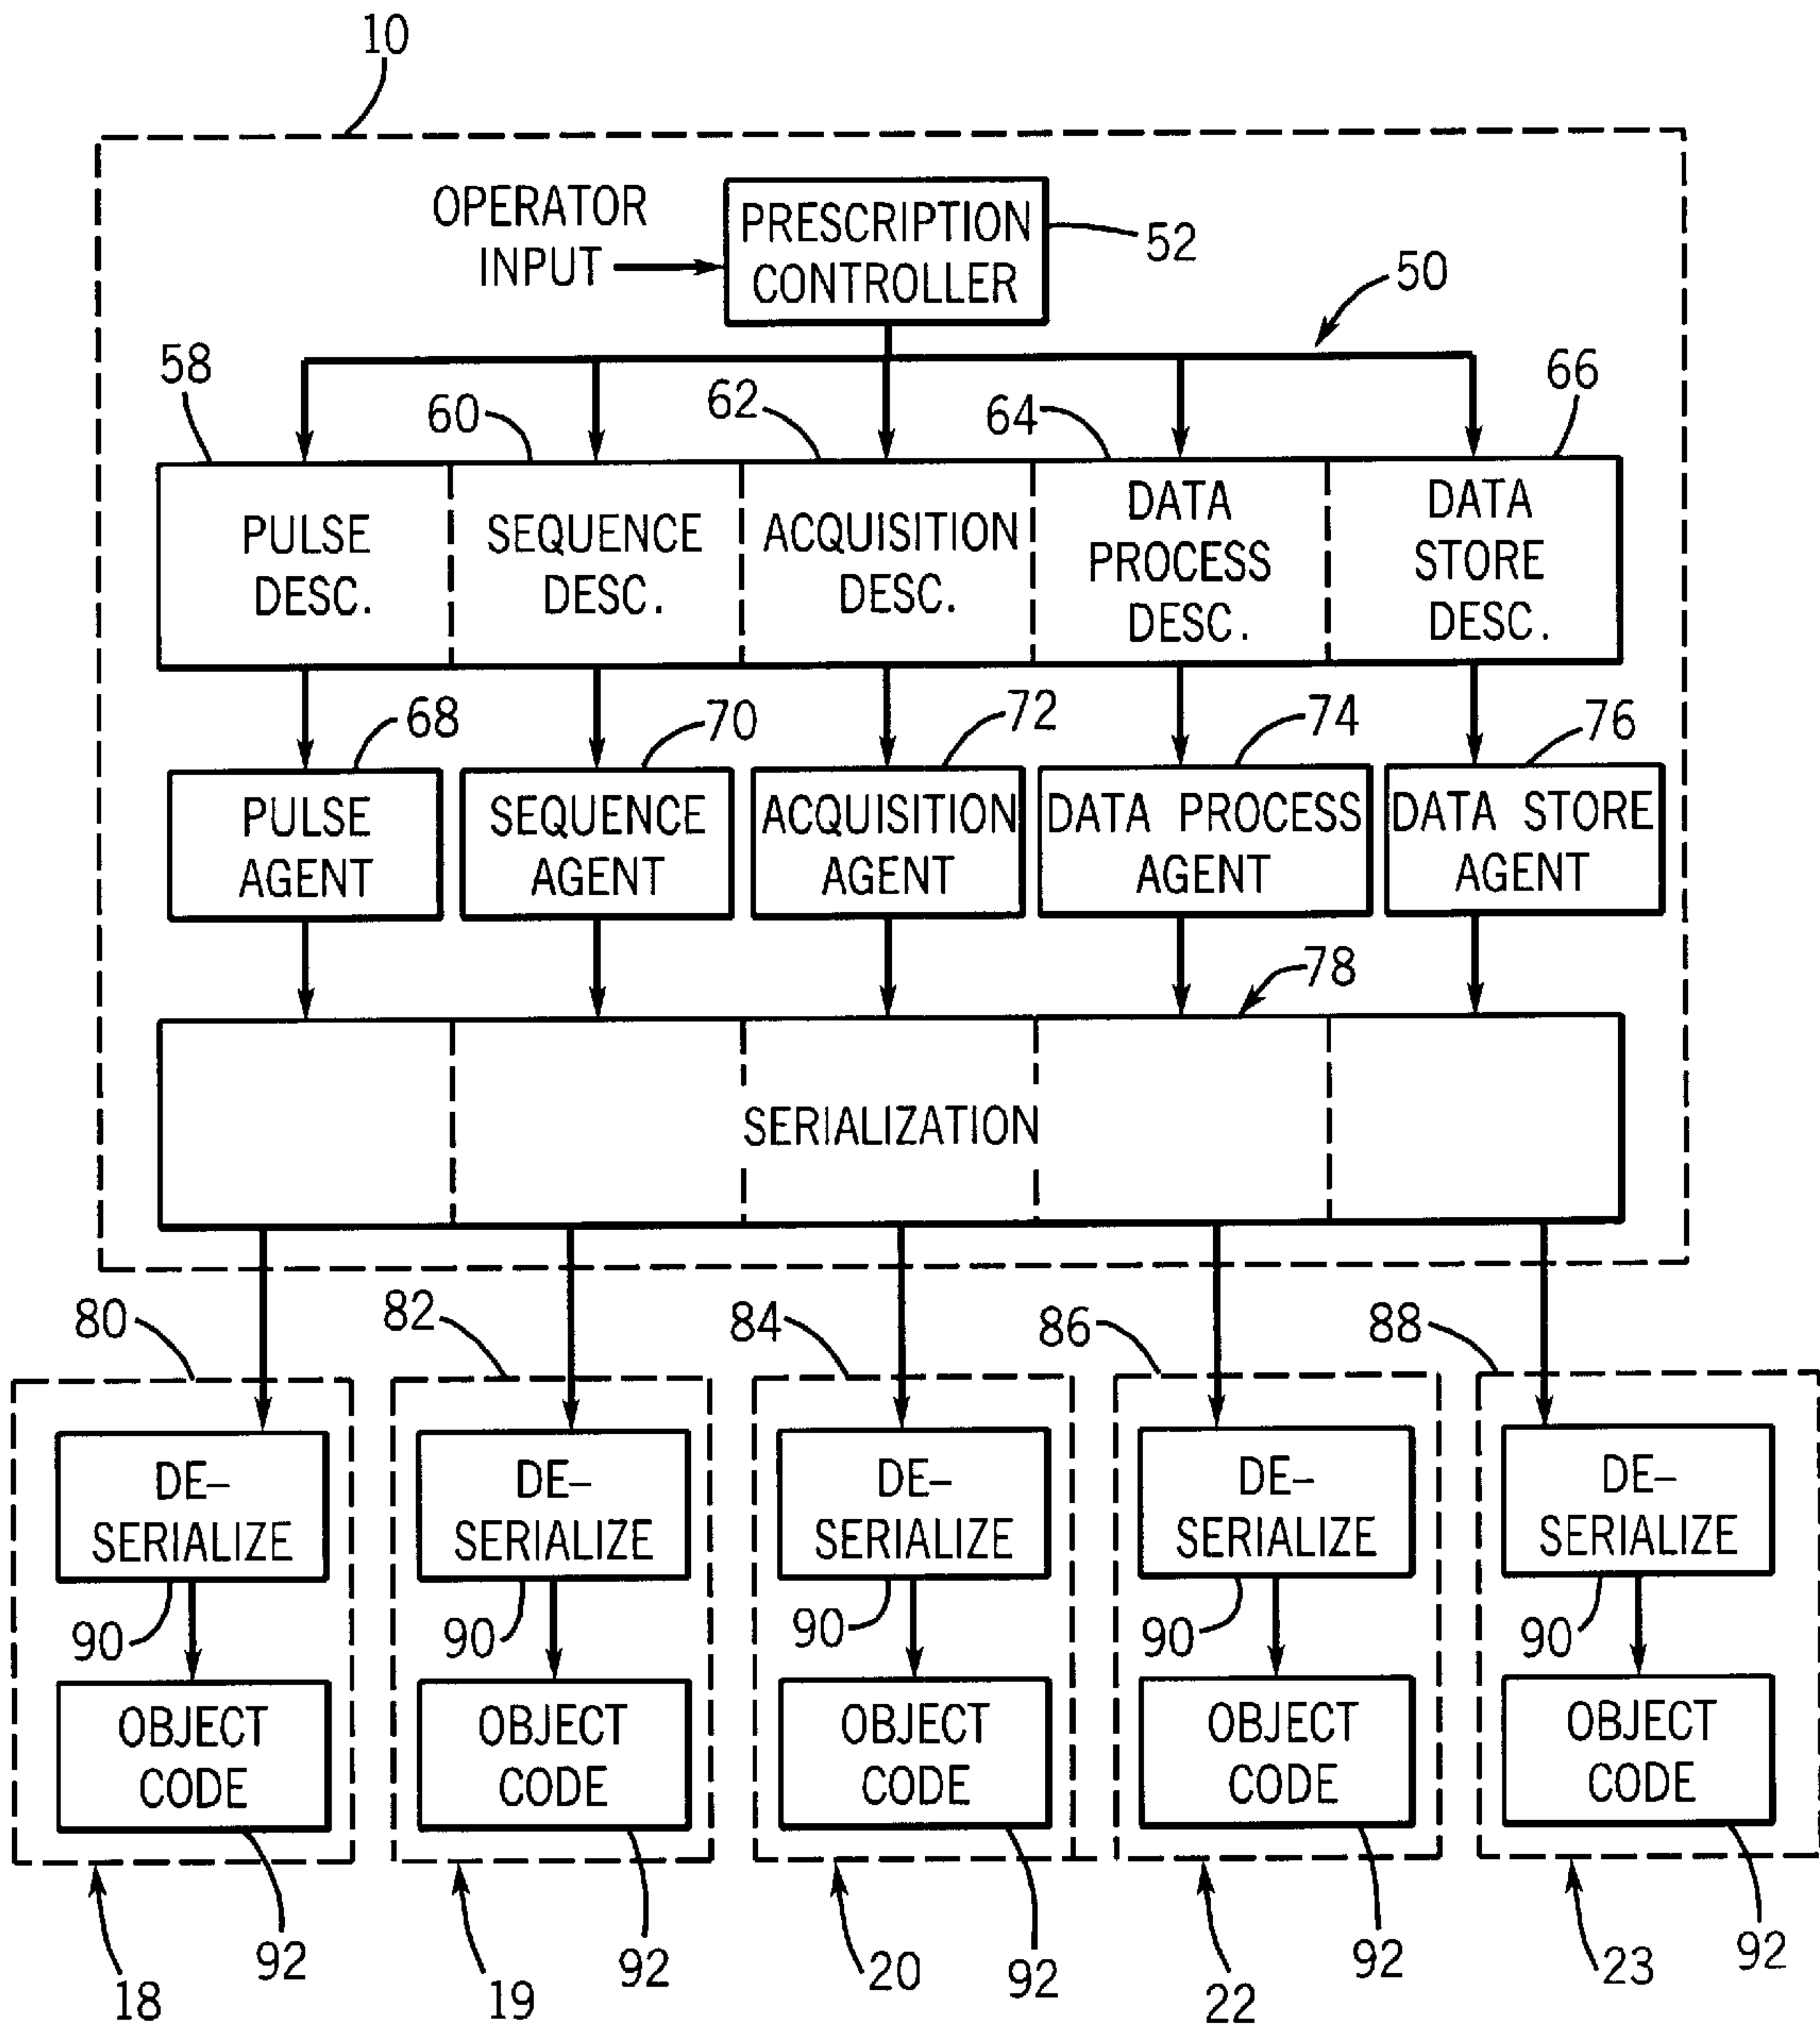 10
OPERATOR
INPUT
PRESCRIPTION
CONTROLLER
52
50
58
60
62
64
66
PULSE
DESC.
SEQUENCE
DESC.
ACQUISITION
DESC.
DATA
PROCESS
DESC.
DATA
STORE
DESC.
68
70
72
74
76
PULSE
AGENT
SEQUENCE
AGENT
ACQUISITION
AGENT
DATA PROCESS
AGENT
DATA STORE
AGENT
78
SERIALIZATION
80
82
84
86
88
DE-
SERIALIZE
DE-
SERIALIZE
DE-
SERIALIZE
DE-
SERIALIZE
DE-
SERIALIZE
90
90
90
90
90
OBJECT
CODE
OBJECT
CODE
OBJECT
CODE
OBJECT
CODE
OBJECT
CODE
18
92
19
92
20
92
22
92
23
92